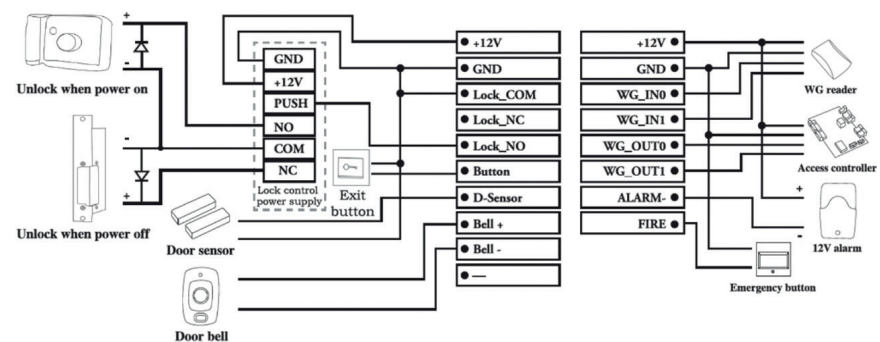 +
-
Unlock when power on
-
+
Unlock when power off
GND
+12V
PUSH
NO
COM
NC
Lock control
power supply
Exit
button
Door sensor
Door bell
+12V
GND
Lock_COM
Lock_NC
Lock_NO
Button
D-Sensor
Bell +
Bell -
—
+12V
GND
WG_IN0
WG_IN1
WG_OUT0
WG_OUT1
ALARM-
FIRE
WG reader
Access controller
+
-
12V alarm
Emergency button